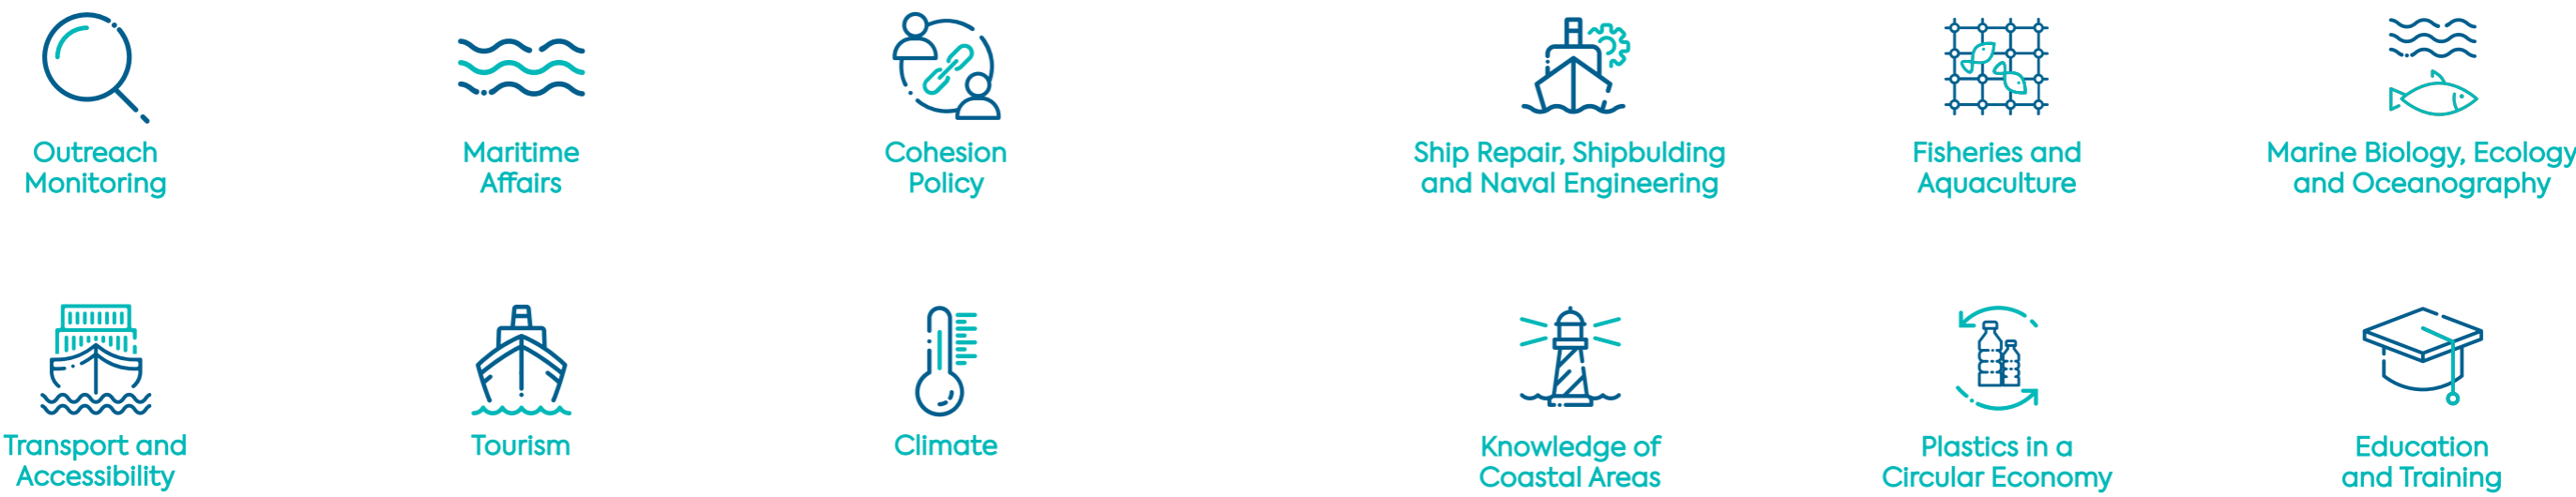 Outreach
Monitoring
Maritime
Affairs
Cohesion
Policy
Ship Repair, Shipbulding
and Naval Engineering
Fisheries and
Aquaculture
Marine Biology, Ecology
and Oceanography
Transport and
Accessibility
Tourism
Climate
Knowledge of
Coastal Areas
Plastics in a
Circular Economy
Education
and Training